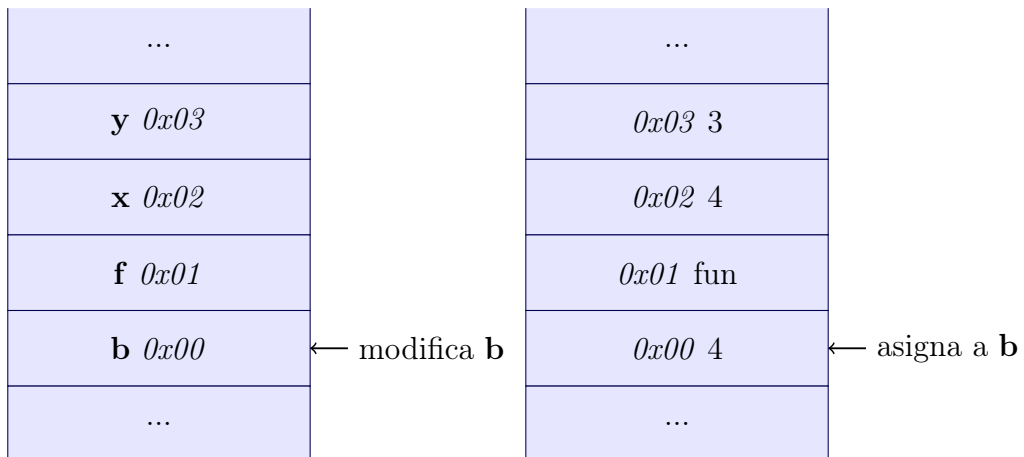 ...
y 0x03
x 0x02
f 0x01
b 0x00
...
modifica b
...
0x03 3
0x02 4
0x01 fun
0x00 4
...
asigna a b